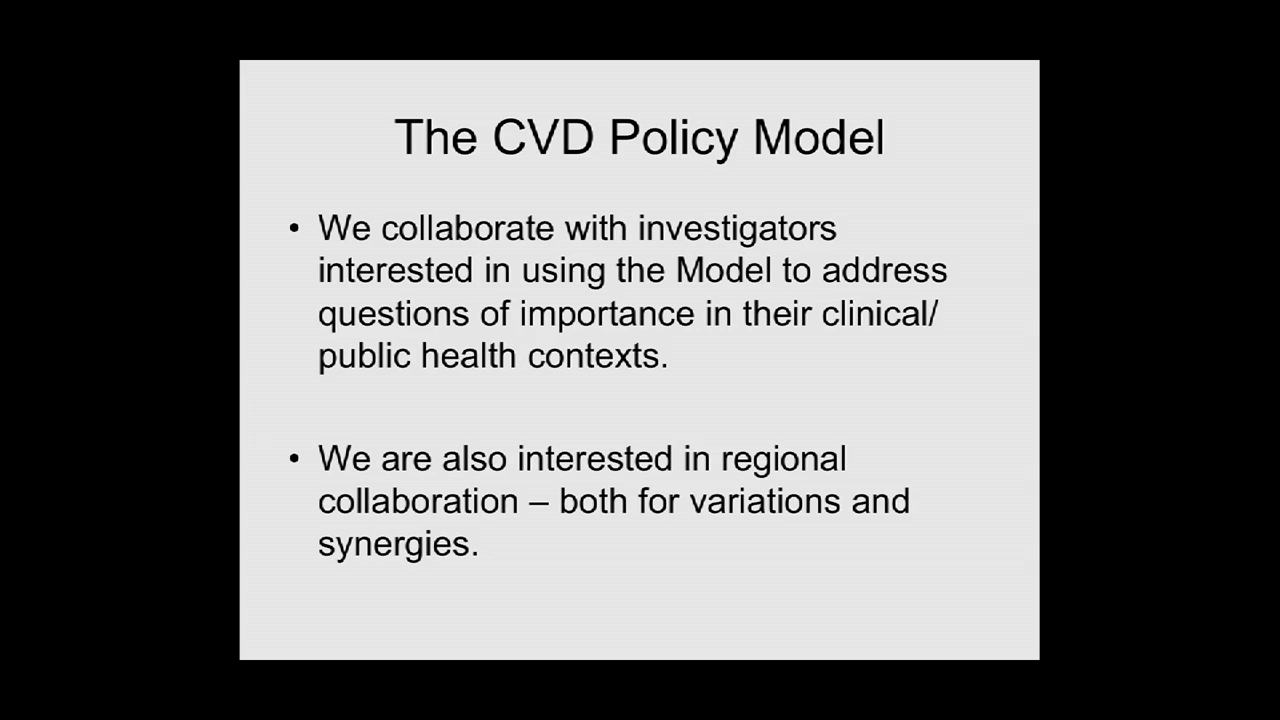 The CVD Policy Model
• We collaborate with investigators
interested in using the Model to address
questions of importance in their clinical/
public health contexts.
• We are also interested in regional
collaboration – both for variations and
synergies.